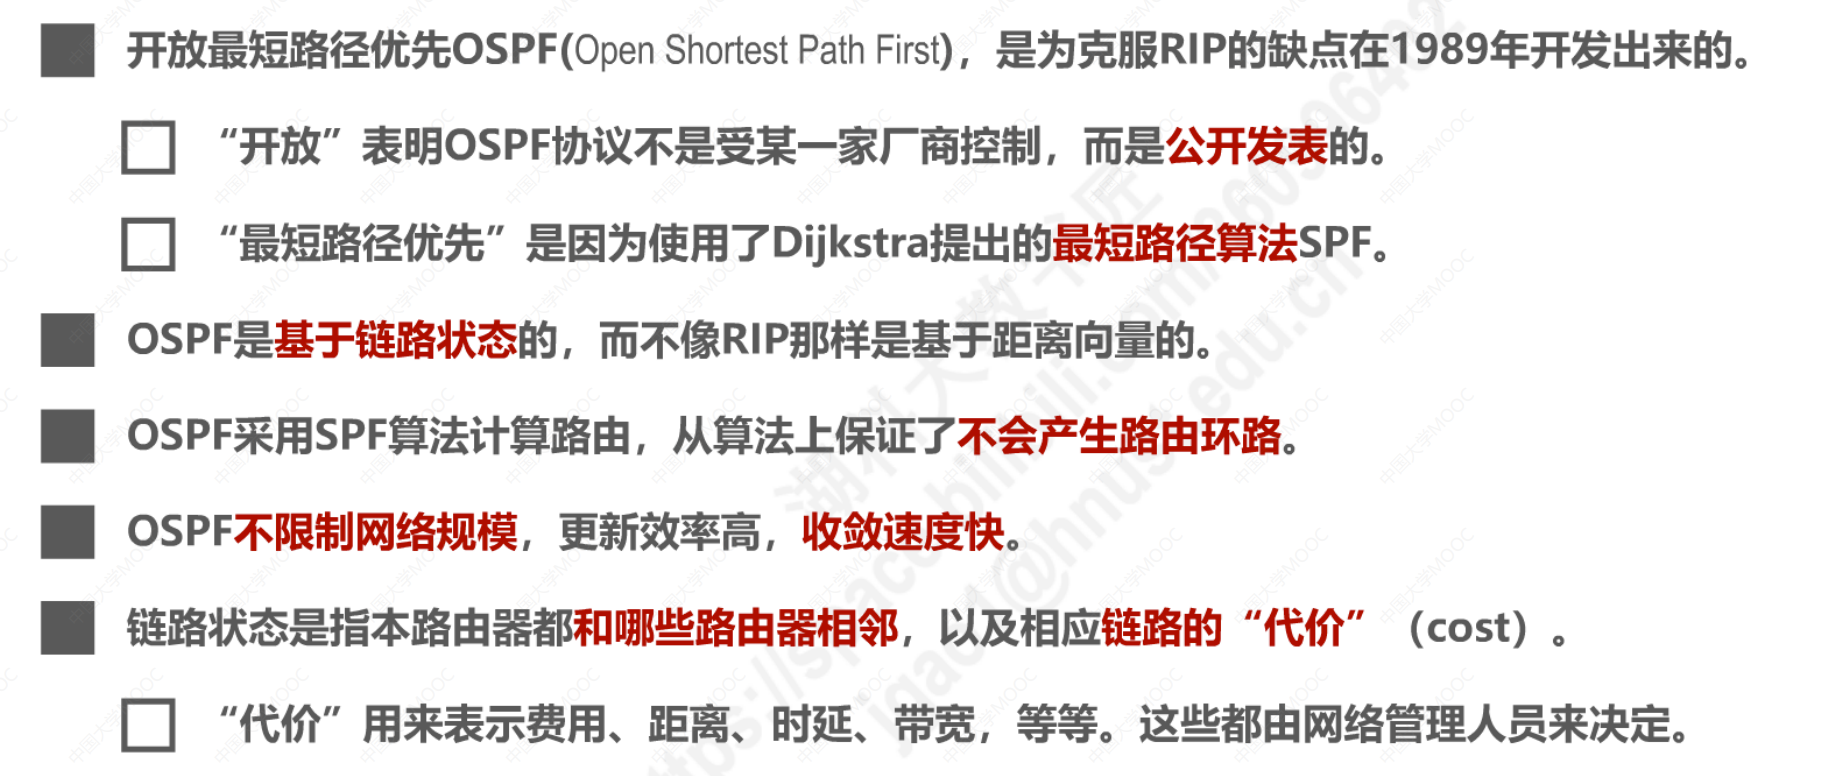 开放最短路径优先OSPF(Open Shortest Path First)，是为克服RIP的缺点在1989年开发出来的。
“开放”表明OSPF协议不是受某一家厂商控制，而是公开发表的。
“最短路径优先”是因为使用了Dijkstra提出的最短路径算法SPF。
OSPF是基于链路状态的，而不像RIP那样是基于距离向量的。
OSPF采用SPF算法计算路由，从算法上保证了不会产生路由环路。
OSPF不限制网络规模，更新效率高，收敛速度快。
链路状态是指本路由器都和哪些路由器相邻，以及相应链路的“代价”（cost）。
“代价”用来表示费用、距离、时延、带宽，等等。这些都由网络管理人员来决定。
中国大学MOOC